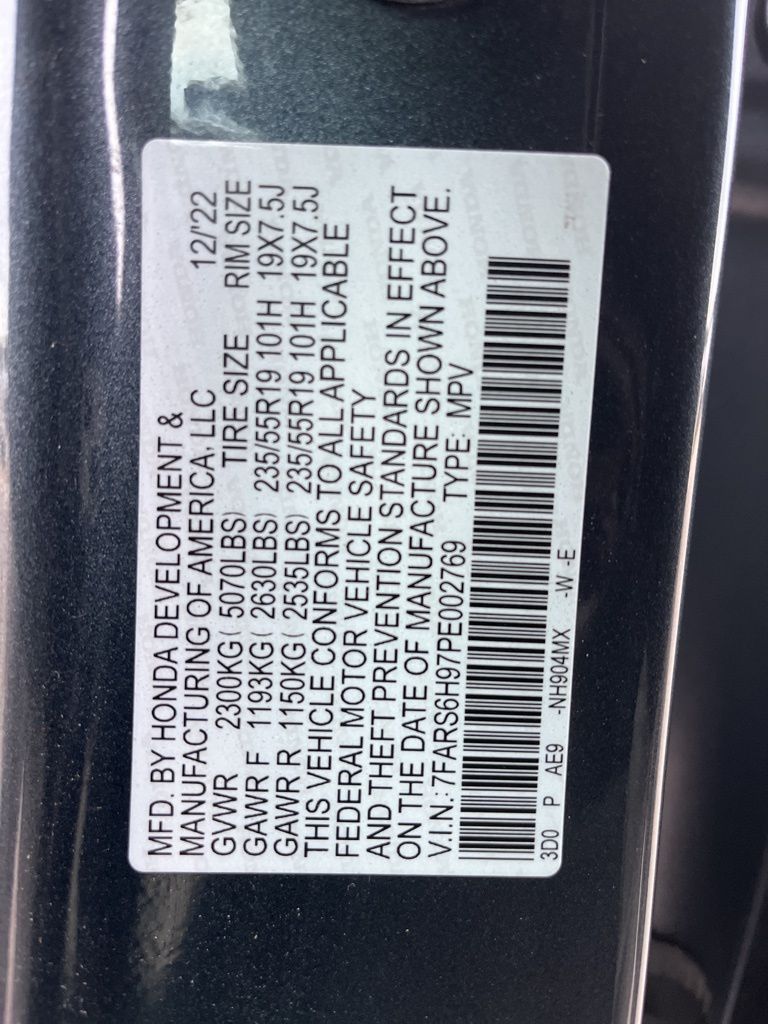 MFD. BY HONDA DEVELOPMENT &
MANUFACTURING OF AMERICA, LLC 12/'22
GVWR 2300KG( 5070LBS) TIRE SIZE RIM SIZE
GAWR F 1193KG( 2630LBS) 235/55R19 101H 19X7.5J
GAWR R 1150KG( 2535LBS) 235/55R19 101H 19X7.5J
THIS VEHICLE CONFORMS TO ALL APPLICABLE
FEDERAL MOTOR VEHICLE SAFETY
AND THEFT PREVENTION STANDARDS IN EFFECT
ON THE DATE OF MANUFACTURE SHOWN ABOVE.
V.I.N.: 7FARS6H97PE002769 TYPE: MPV
3D0 P AE9 -NH904MX -W -E